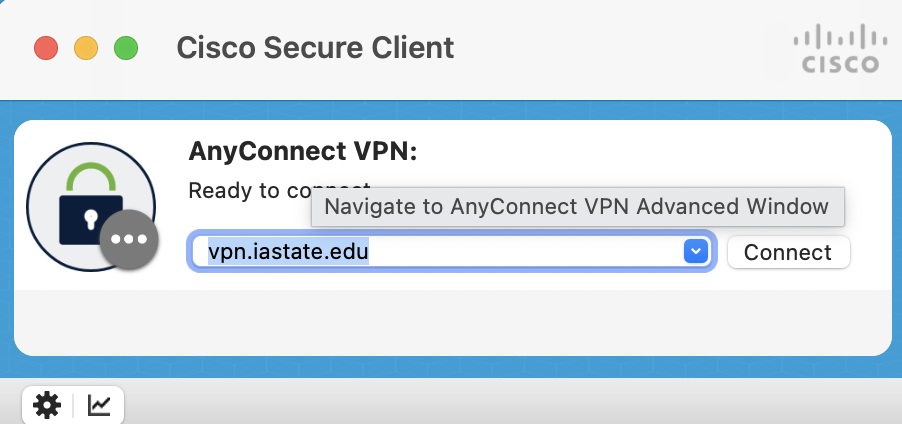 Cisco Secure Client
CISCO
AnyConnect VPN:
Ready to connect
Navigate to AnyConnect VPN Advanced Window
vpn.iastate.edu
Connect